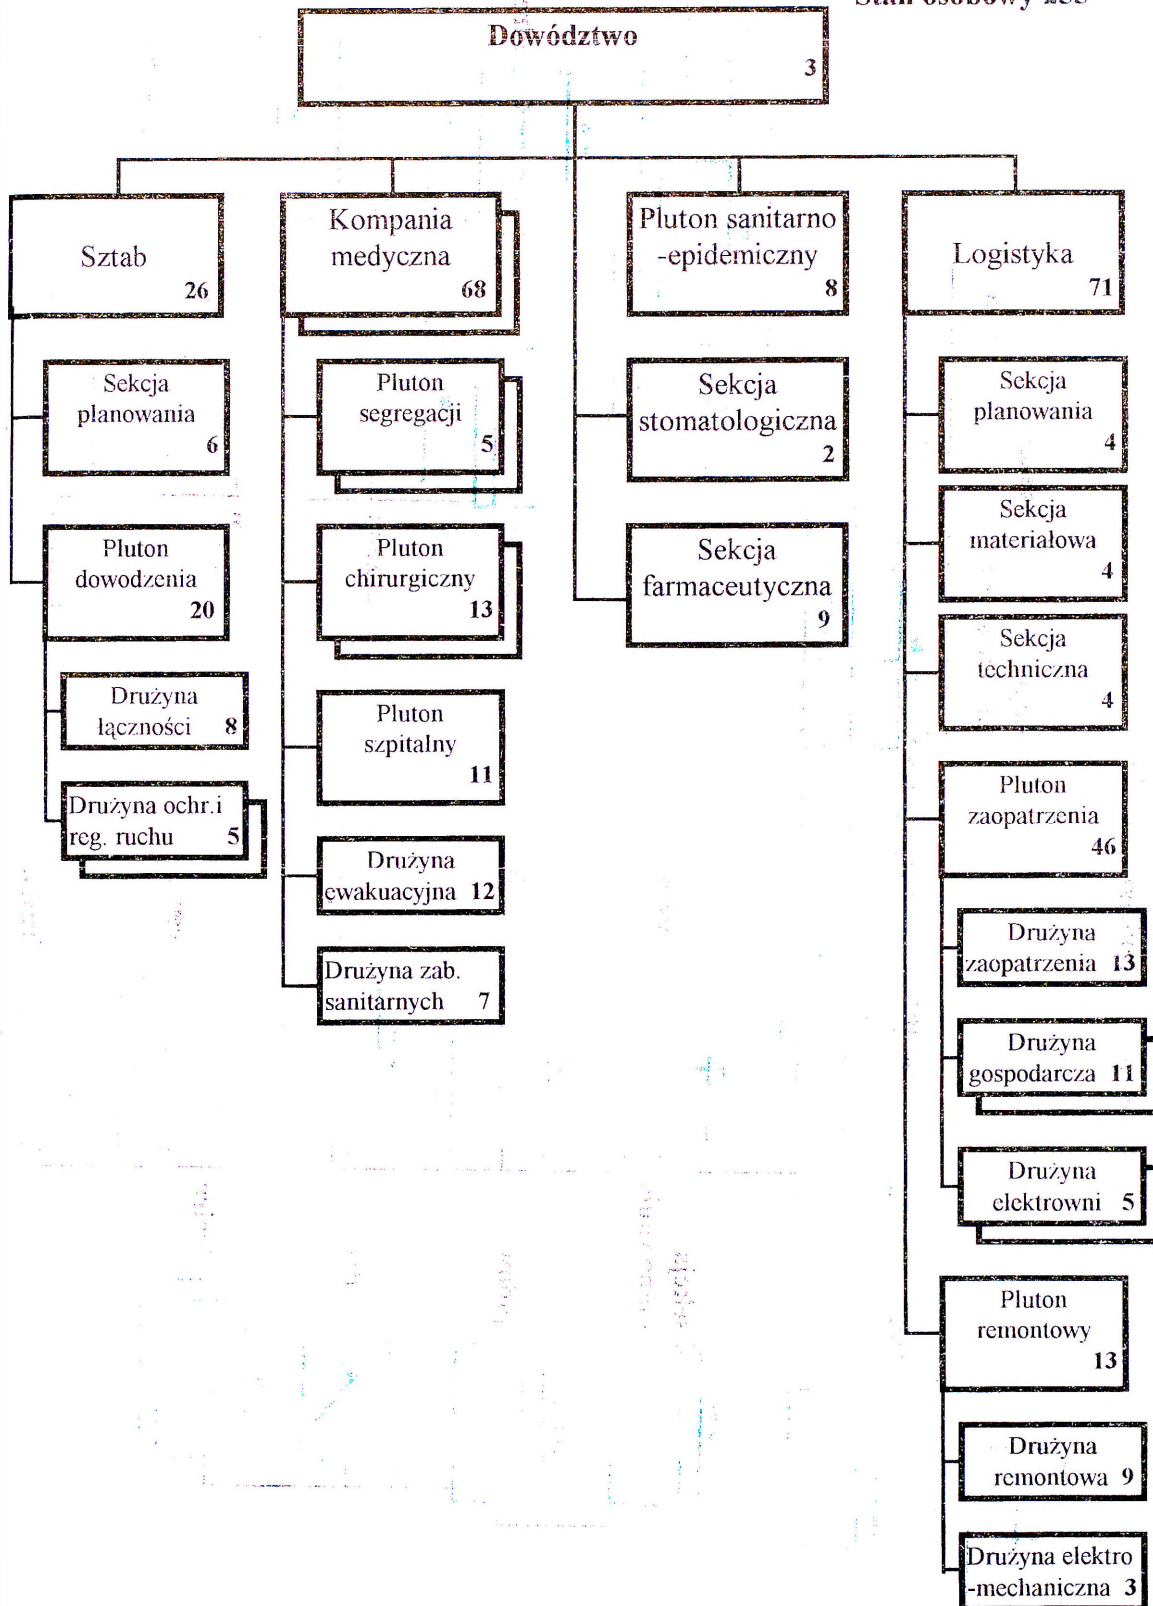 Stan osobowy 255
Dowództwo
3
Sztab
26
Sekcja
planowania
6
Pluton
dowodzenia
20
Drużyna
łączności 8
Drużyna ochr.i
reg. ruchu 5
Kompania
medyczna
68
Pluton
segregacji
5
Pluton
chirurgiczny
13
Pluton
szpitalny
11
Drużyna
ewakuacyjna 12
Drużyna zab.
sanitarnych 7
Pluton sanitarno
-epidemiczny
8
Sekcja
stomatologiczna
2
Sekcja
farmaceutyczna
9
Logistyka
71
Sekcja
planowania
4
Sekcja
materiałowa
4
Sekcja
techniczna
4
Pluton
zaopatrzenia
46
Drużyna
zaopatrzenia 13
Drużyna
gospodarcza 11
Drużyna
elektrowni 5
Pluton
remontowy
13
Drużyna
remontowa 9
Drużyna elektro
-mechaniczna 3